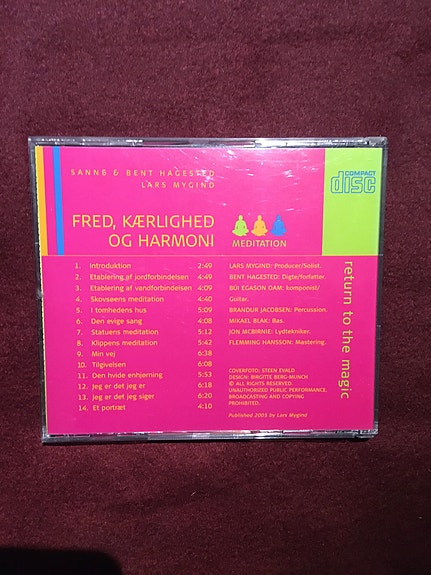 SANNE & BENT HAGESTED
LARS MYGIND
COMPACT
disc
FRED, KÆRLIGHED
OG HARMONI
MEDITATION
1. Introduktion 2:49
2. Etablering af jordforbindelsen 4:49
3. Etablering af vandforbindelsen 4:09
4. Skovsøens meditation 4:40
5. I tomhedens hus 5:09
6. Den evige sang 4:08
7. Statuens meditation 5:12
8. Klippens meditation 5:42
9. Min vej 6:38
10. Tilgivelsen 6:08
11. Den hvide enhjørning 5:53
12. Jeg er det jeg er 6:18
13. Jeg er det jeg siger 6:20
14. Et portræt 4:10
LARS MYGIND: Producer/Solist.
BENT HAGESTED: Digte/forfatter.
BÚI EGASON DAM: komponist/
Guitar.
BRANDUR JACOBSEN: Percussion.
MIKAEL BLAK: Bas.
JON MCBIRNIE: Lydtekniker.
FLEMMING HANSSON: Mastering.
COVERFOTO: STEEN EVALD
DESIGN: BIRGITTE BERG-MUNCH
© ALL RIGHTS RESERVED.
UNAUTHORIZED PUBLIC PERFORMANCE,
BROADCASTING AND COPYING
PROHIBITED.
Published 2005 by Lars Mygind
return to the magic